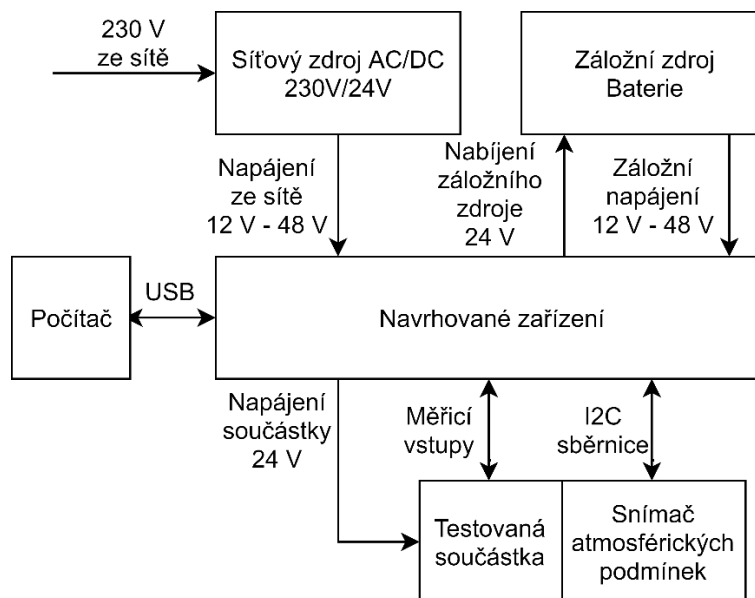 230 V
ze sítě
Síťový zdroj AC/DC
230V/24V
Záložní zdroj
Baterie
Napájení
ze sítě
12 V - 48 V
Nabíjení
záložního
zdroje
24 V
Záložní
napájení
12 V - 48 V
Počítač
USB
Navrhované zařízení
Napájení
součástky
24 V
Měřicí
vstupy
I2C
sběrnice
Testovaná
součástka
Snímač
atmosférických
podmínek